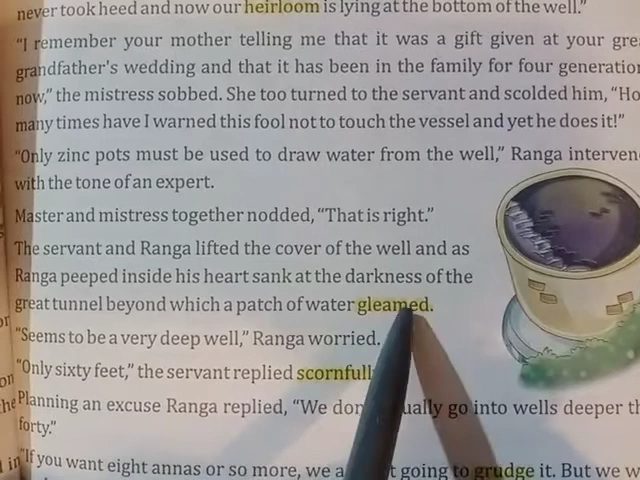 never took heed and now our heirloom is lying at the bottom of the well."
"I remember your mother telling me that it was a gift given at your
grandfather's wedding and that it has been in the family for four
now," the mistress sobbed. She too turned to the servant and scolded him,
many times have I warned this fool not to touch the vessel and yet he does it!"
"Only zinc pots must be used to draw water from the well," Ranga
with the tone of an expert.
Master and mistress together nodded, "That is right."
The servant and Ranga lifted the cover of the well and as
Ranga peeped inside his heart sank at the darkness of the
great tunnel beyond which a patch of water gleamed.
"Seems to be a very deep well," Ranga worried.
"Only sixty feet," the servant replied
Planning an excuse Ranga replied, "We go into wells deeper
forty."
"If you want eight annas or so more, we going to grudge it. But we